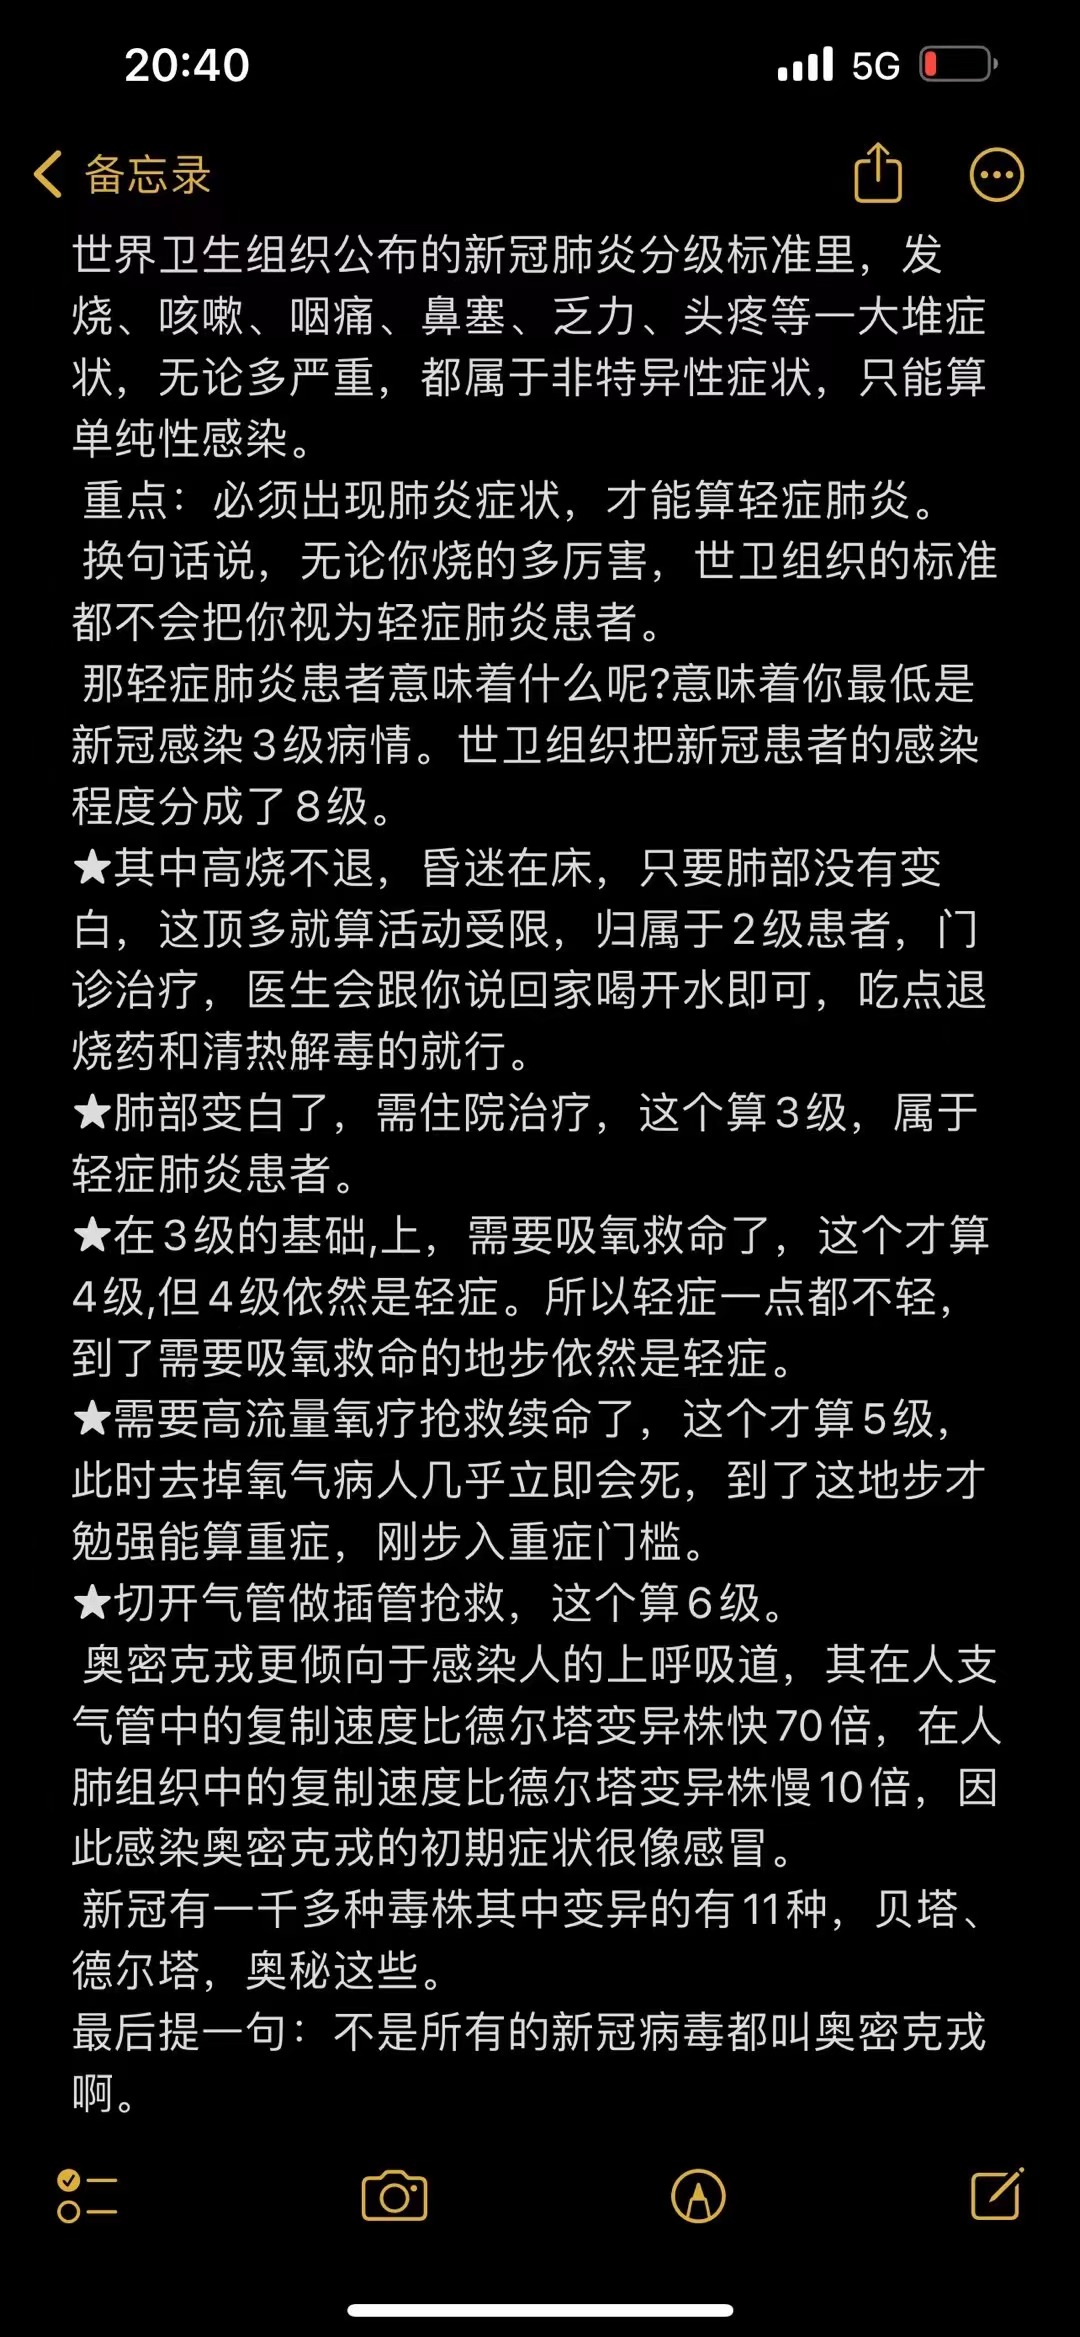 20:40 5G
备忘录
世界卫生组织公布的新冠肺炎分级标准里，发
烧、咳嗽、咽痛、鼻塞、乏力、头疼等一大堆症
状，无论多严重，都属于非特异性症状，只能算
单纯性感染。
重点：必须出现肺炎症状，才能算轻症肺炎。
换句话说，无论你烧的多厉害，世卫组织的标准
都不会把你视为轻症肺炎患者。
那轻症肺炎患者意味着什么呢?意味着你最低是
新冠感染3级病情。世卫组织把新冠患者的感染
程度分成了8级。
★其中高烧不退，昏迷在床，只要肺部没有变
白，这顶多就算活动受限，归属于2级患者，门
诊治疗，医生会跟你说回家喝开水即可，吃点退
烧药和清热解毒的就行。
★肺部变白了，需住院治疗，这个算3级，属于
轻症肺炎患者。
★在3级的基础,上，需要吸氧救命了，这个才算
4级,但4级依然是轻症。所以轻症一点都不轻，
到了需要吸氧救命的地步依然是轻症。
★需要高流量氧疗抢救续命了，这个才算5级，
此时去掉氧气病人几乎立即会死，到了这地步才
勉强能算重症，刚步入重症门槛。
★切开气管做插管抢救，这个算6级。
奥密克戎更倾向于感染人的上呼吸道，其在人支
气管中的复制速度比德尔塔变异株快70倍，在人
肺组织中的复制速度比德尔塔变异株慢10倍，因
此感染奥密克戎的初期症状很像感冒。
新冠有一千多种毒株其中变异的有11种，贝塔、
德尔塔，奥秘这些。
最后提一句：不是所有的新冠病毒都叫奥密克戎
啊。